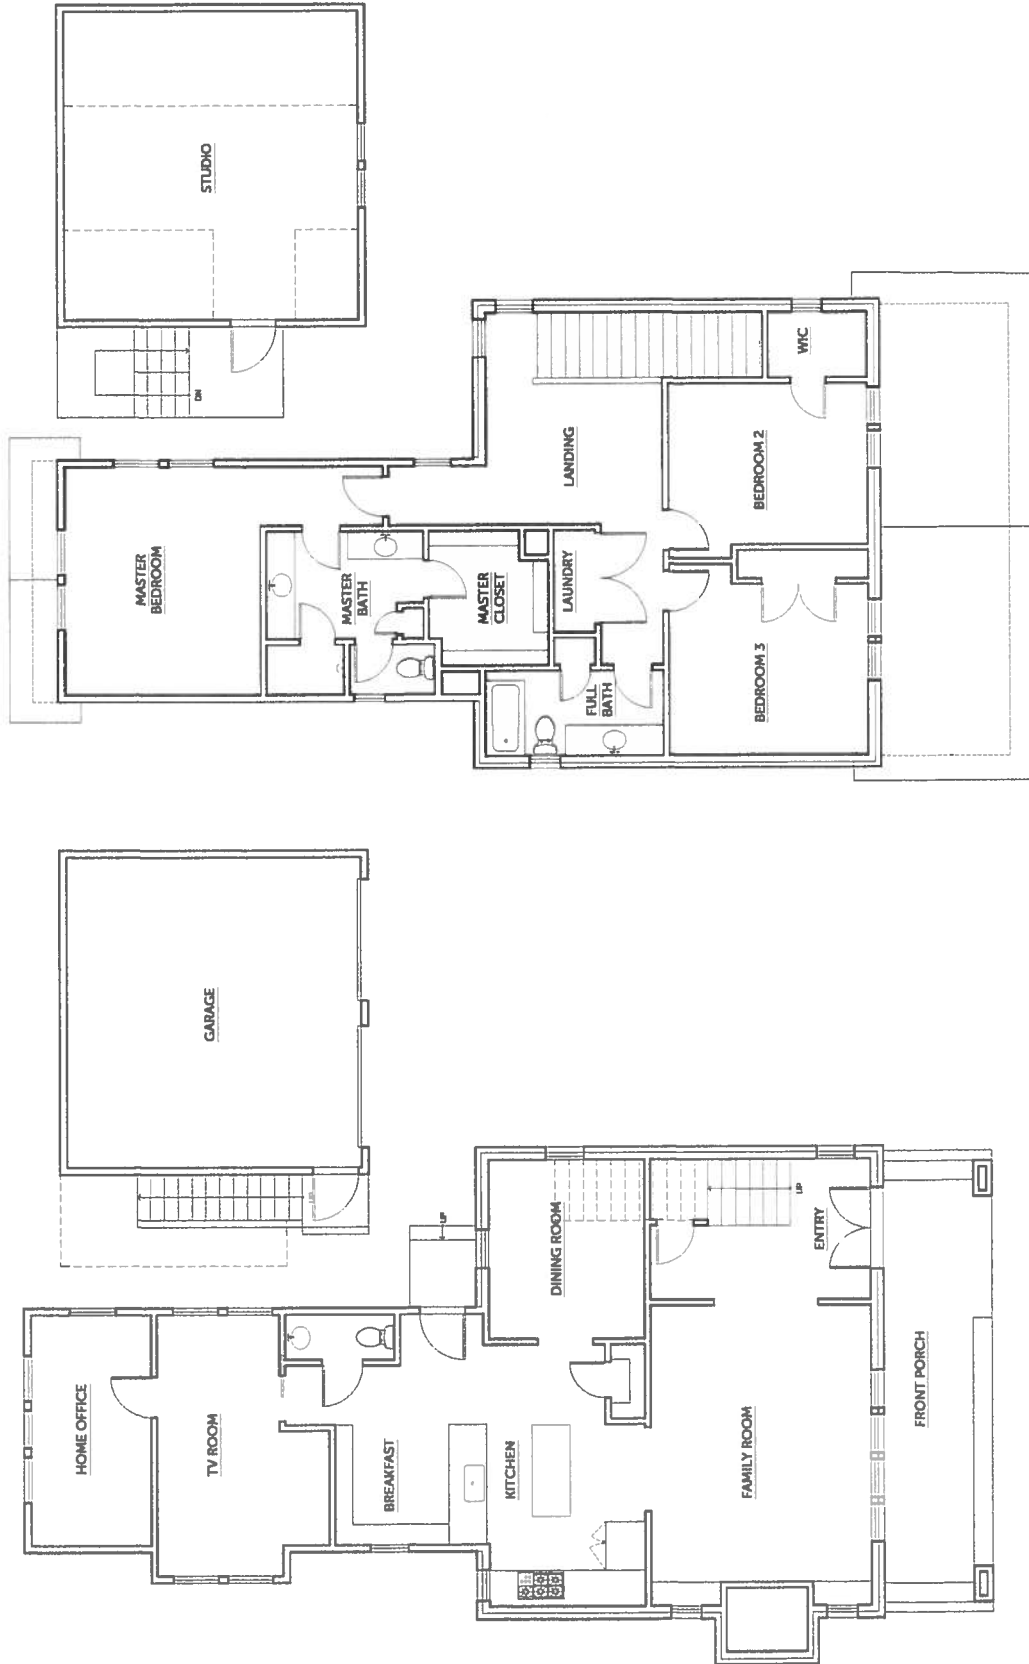 STUDIO
DN
MASTER
BEDROOM
MASTER
BATH
MASTER
CLOSET
LAUNDRY
LANDING
FULL
BATH
BEDROOM 2
BEDROOM 3
WIC
GARAGE
UP
HOME OFFICE
TV ROOM
BREAKFAST
KITCHEN
UP
DINING ROOM
UP
ENTRY
FAMILY ROOM
FRONT PORCH